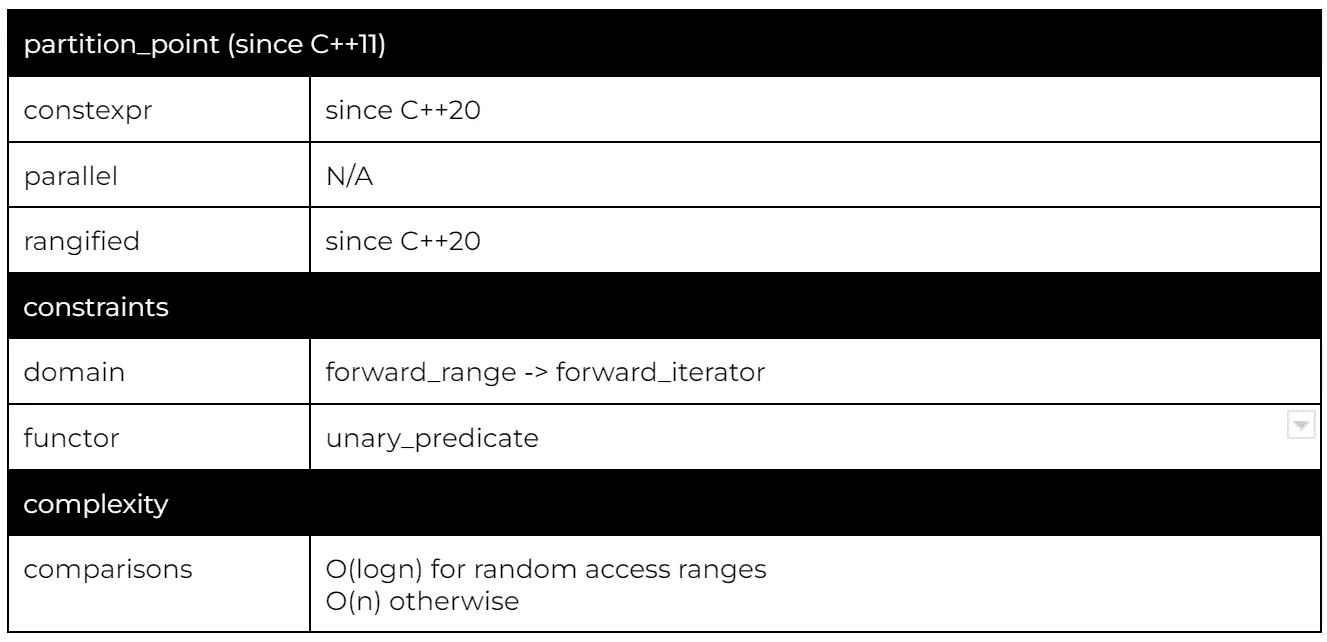 partition_point (since C++11)
constexpr since C++20
parallel N/A
rangified since C++20
constraints
domain forward_range -> forward_iterator
functor unary_predicate
complexity
comparisons O(logn) for random access ranges
O(n) otherwise